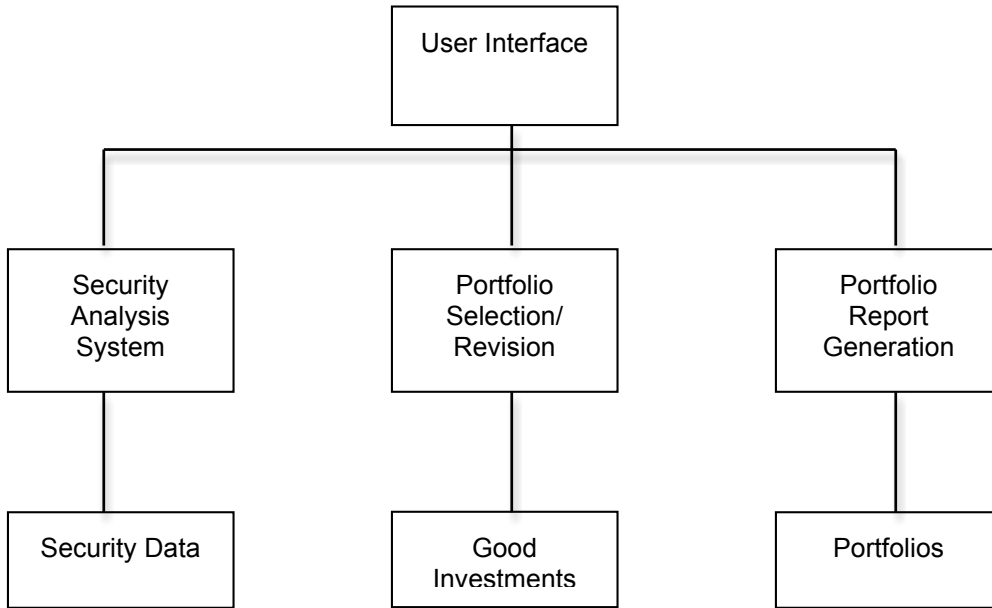 User Interface
Security
Analysis
System
Portfolio
Selection/
Revision
Portfolio
Report
Generation
Security Data
Good
Investments
Portfolios